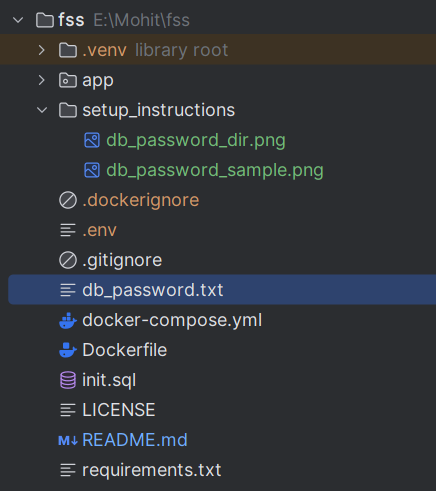 fss E:\Mohit\fss
.venv library root
app
setup_instructions
db_password_dir.png
db_password_sample.png
.dockerignore
.env
.gitignore
db_password.txt
docker-compose.yml
Dockerfile
init.sql
LICENSE
M↓ README.md
requirements.txt